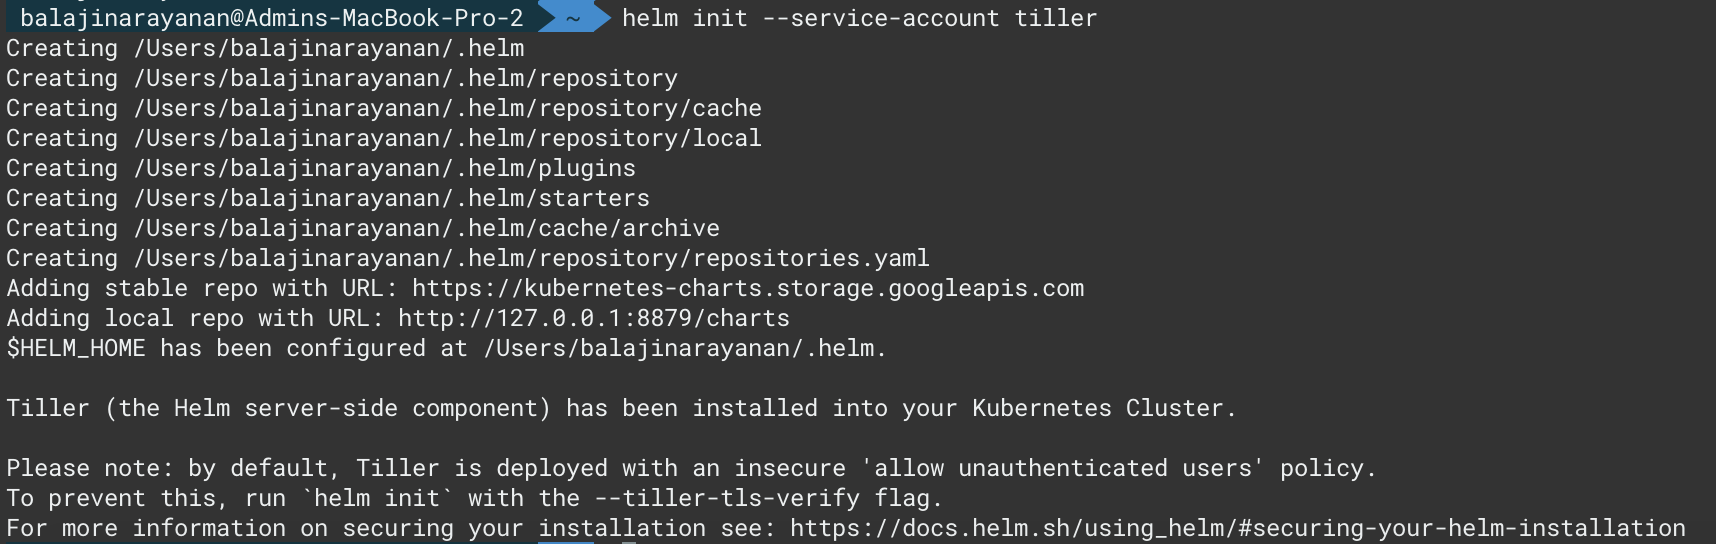 balajinarayanan@Admins-MacBook-Pro-2 ~ helm init --service-account tiller
Creating /Users/balajinarayanan/.helm
Creating /Users/balajinarayanan/.helm/repository
Creating /Users/balajinarayanan/.helm/repository/cache
Creating /Users/balajinarayanan/.helm/repository/local
Creating /Users/balajinarayanan/.helm/plugins
Creating /Users/balajinarayanan/.helm/starters
Creating /Users/balajinarayanan/.helm/cache/archive
Creating /Users/balajinarayanan/.helm/repository/repositories.yaml
Adding stable repo with URL: https://kubernetes-charts.storage.googleapis.com
Adding local repo with URL: http://127.0.0.1:8879/charts
$HELM_HOME has been configured at /Users/balajinarayanan/.helm.
Tiller (the Helm server-side component) has been installed into your Kubernetes Cluster.
Please note: by default, Tiller is deployed with an insecure 'allow unauthenticated users' policy.
To prevent this, run `helm init` with the --tiller-tls-verify flag.
For more information on securing your installation see: https://docs.helm.sh/using_helm/#securing-your-helm-installation